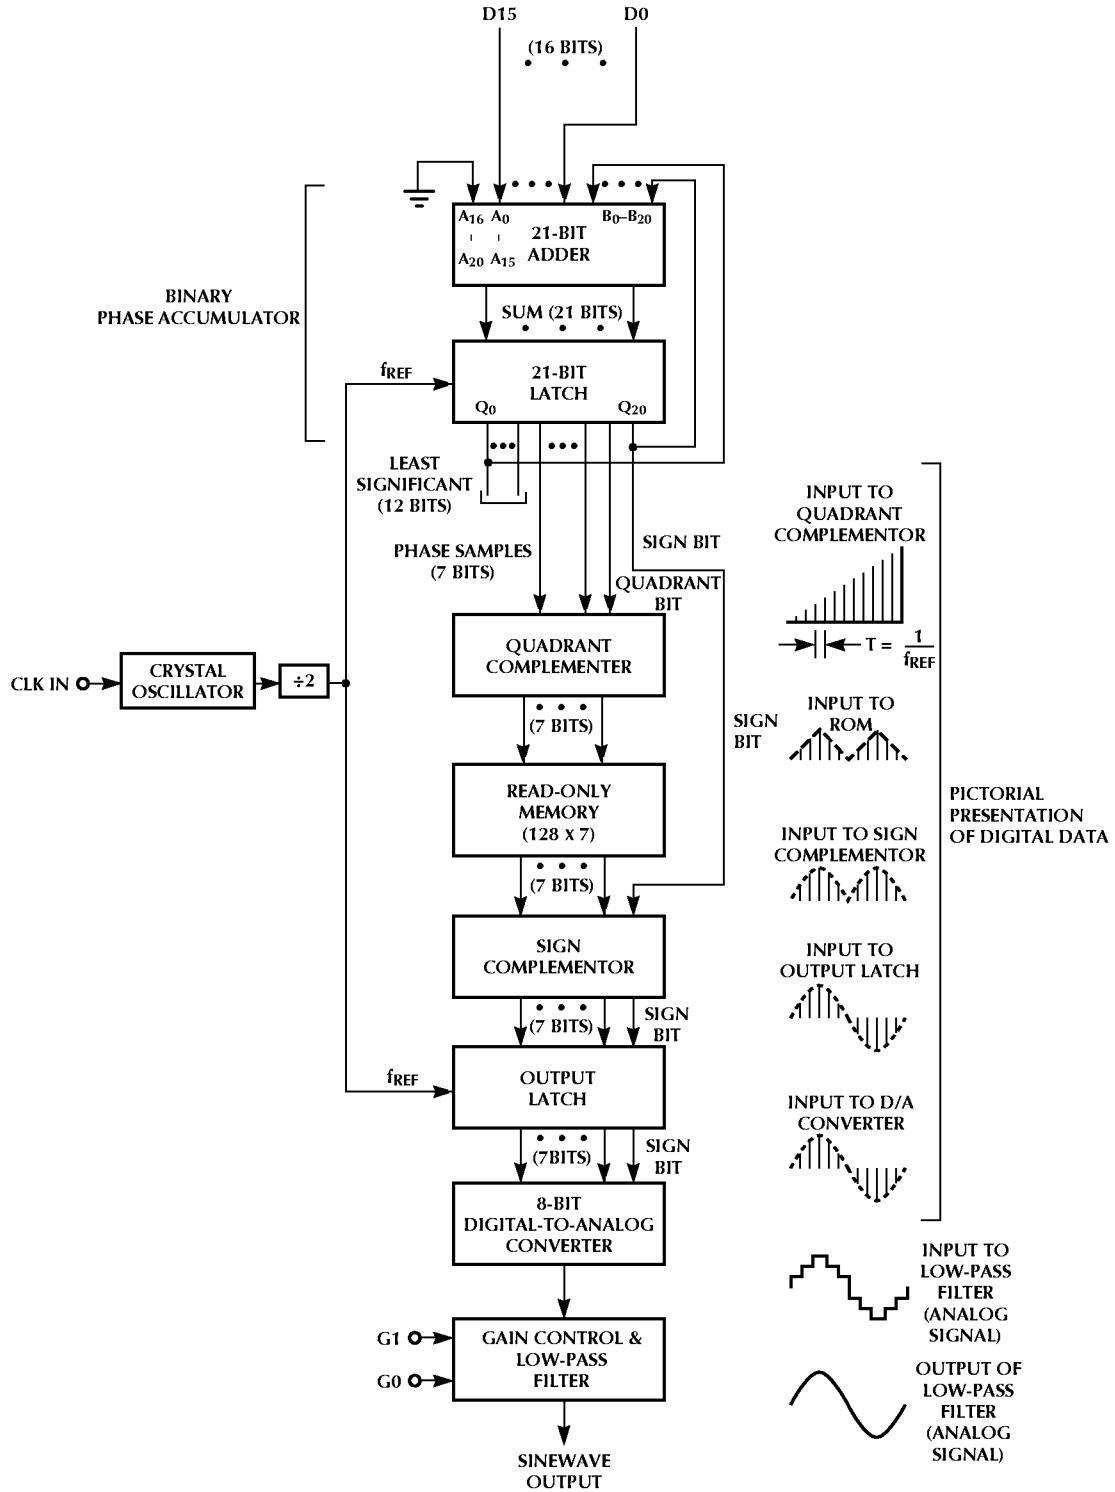 D15
D0
(16 BITS)
A16 A0
B0–B20
21-BIT
ADDER
A20 A15
BINARY
PHASE ACCUMULATOR
SUM (21 BITS)
fREF
21-BIT
LATCH
Q0
Q20
LEAST
SIGNIFICANT
(12 BITS)
PHASE SAMPLES
(7 BITS)
SIGN BIT
QUADRANT
BIT
QUADRANT
COMPLEMENTER
CLK IN
CRYSTAL
OSCILLATOR
÷2
(7 BITS)
SIGN
BIT
READ-ONLY
MEMORY
(128 X 7)
(7 BITS)
SIGN
COMPLEMENTOR
(7 BITS)
SIGN
BIT
fREF
OUTPUT
LATCH
(7BITS)
SIGN
BIT
8-BIT
DIGITAL-TO-ANALOG
CONVERTER
G1
G0
GAIN CONTROL &
LOW-PASS
FILTER
SINEWAVE
OUTPUT
INPUT TO
QUADRANT
COMPLEMENTOR
T = 1
fREF
INPUT TO
ROM
PICTORIAL
PRESENTATION
OF DIGITAL DATA
INPUT TO SIGN
COMPLEMENTOR
INPUT TO
OUTPUT LATCH
INPUT TO D/A
CONVERTER
INPUT TO
LOW-PASS
FILTER
(ANALOG
SIGNAL)
OUTPUT OF
LOW-PASS
FILTER
(ANALOG
SIGNAL)